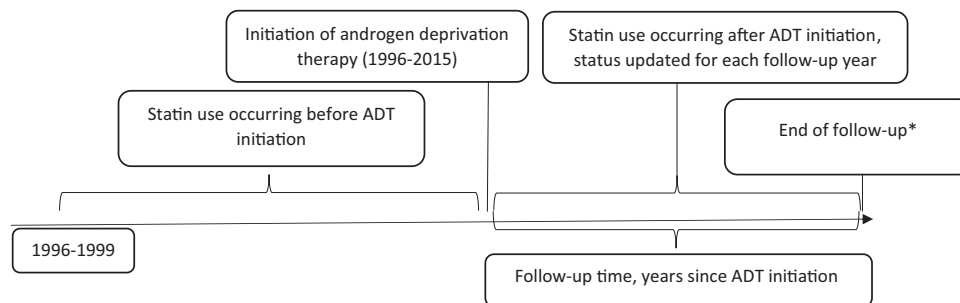 Initiation of androgen deprivation
therapy (1996-2015)
Statin use occurring after ADT initiation,
status updated for each follow-up year
Statin use occurring before ADT
initiation
End of follow-up*
1996-1999
Follow-up time, years since ADT initiation